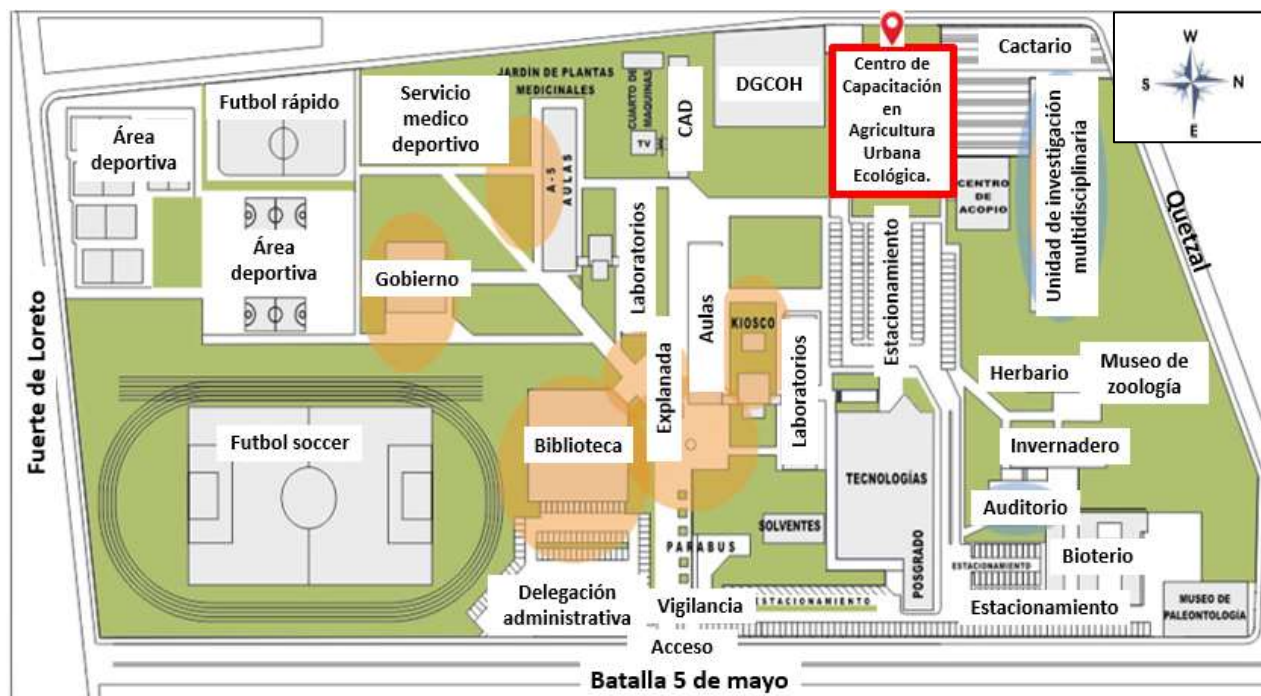 W
S
N
E
Cactario
Centro de
Capacitación
en
Agricultura
Urbana
Ecológica.
DGCOH
JARDÍN DE PLANTAS
MEDICINALES
CUARTO DE
MAQUINAS
TV
CAD
Servicio
medico
deportivo
Futbol rápido
Área
deportiva
A-5
AULAS
CENTRO
DE
ACOPIO
Unidad de investigación
multidisciplinaria
Quetzal
Área
deportiva
Gobierno
Laboratorios
Aulas
KIOSCO
Laboratorios
Estacionamiento
Herbario
Museo de
zoología
Fuerte de Loreto
Futbol soccer
Biblioteca
Explanada
TECNOLOGÍAS
Invernadero
Auditorio
SOLVENTES
PARABUS
POSGRADO
ESTACIONAMIENTO
Bioterio
Delegación
administrativa
Vigilancia
ESTACIONAMIENTO
Estacionamiento
MUSEO DE
PALEONTOLOGÍA
Acceso
Batalla 5 de mayo